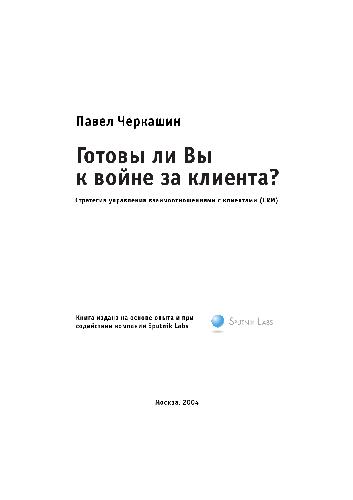 Павел Черкашин
Готовы ли Вы
к войне за клиента?
Стратегия управления взаимоотношениями с клиентами (CRM)
Книга издана на основе опыта и при
содействии компании Sputnik Labs
Sputnik Labs
Москва, 2004